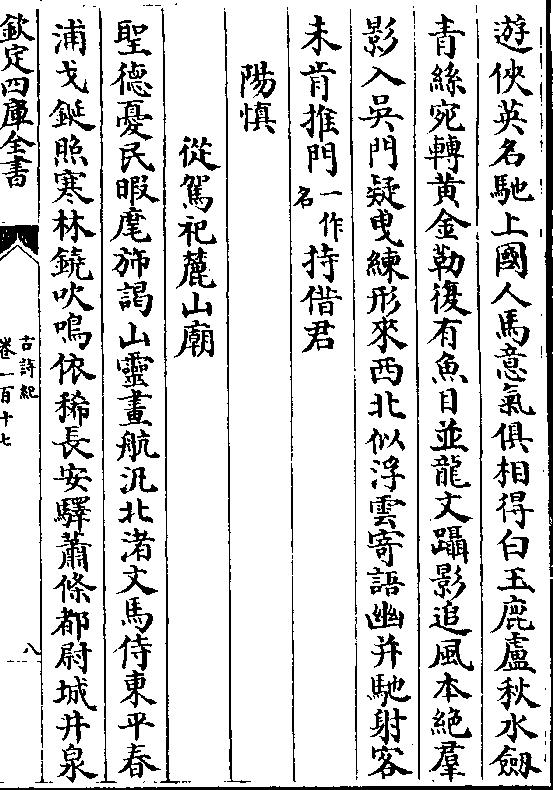 遊俠英名馳上國人馬意氣俱相得白玉鹿盧秋水劔
青絲宛轉黄金勒復有魚目並龍文躡影追風本絶羣
影入吳門疑曳練形來西北似浮雲寄語幽并馳射客
未肯推門一作名持借君
陽慎
從駕祀麓山廟
聖德憂民暇麾斾謁山靈畫航汎北渚文馬侍東平春
浦戈鋋照寒林鐃吹鳴依稀長安驛蕭條都尉城井泉
欽定四庫全書
古詩紀
卷一百十七
八